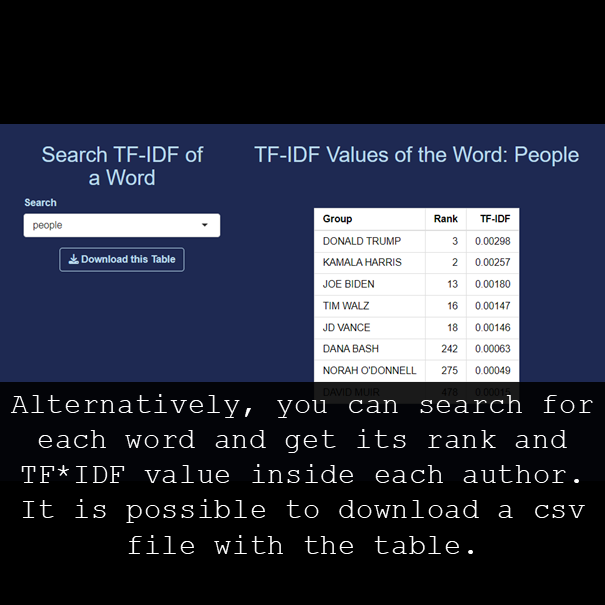 Search TF-IDF of
a Word
Search
people
Download this Table
TF-IDF Values of the Word: People
Group Rank TF-IDF
DONALD TRUMP 3 0.00298
KAMALA HARRIS 2 0.00257
JOE BIDEN 13 0.00180
TIM WALZ 16 0.00147
JD VANCE 18 0.00146
DANA BASH 242 0.00063
NORAH O'DONNELL 275 0.00049
DAVID MUIR 478
Alternatively, you can search for
each word and get its rank and
TF*IDF value inside each author.
It is possible to download a csv
file with the table.